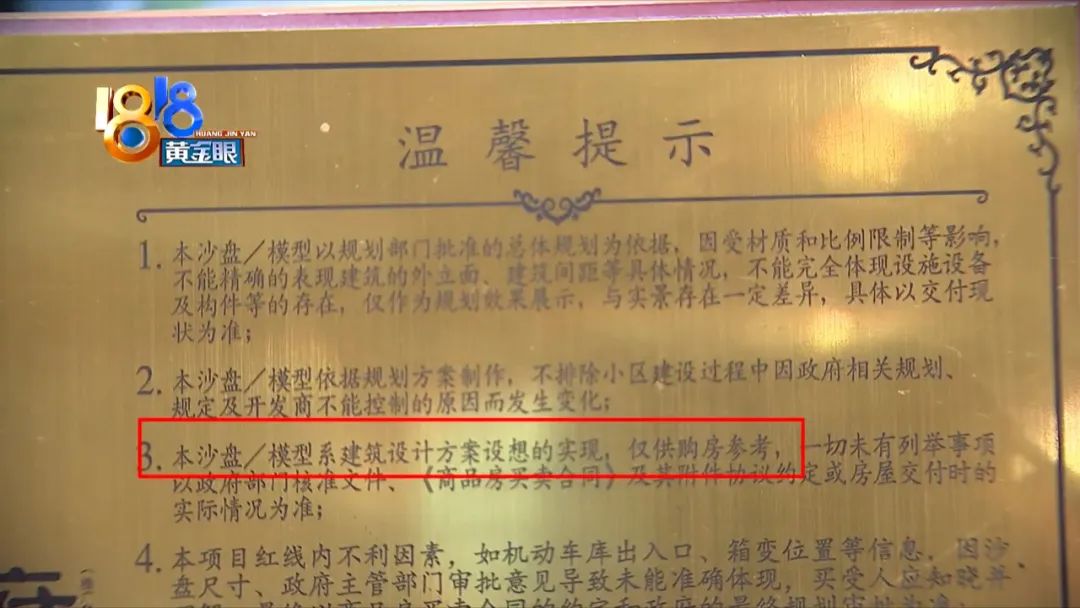 1818
HUANG JIN YAN
黄金眼
温馨提示
1. 本沙盘／模型以规划部门批准的总体规划为依据，因受材质和比例限制等影响，
不能精确的表现建筑的外立面、建筑间距等具体情况，不能完全体现设施设备
及构件等的存在，仅作为规划效果展示，与实景存在一定差异，具体以交付现
状为准；
2. 本沙盘／模型依据规划方案制作，不排除小区建设过程中因政府相关规划、
规定及开发商不能控制的原因而发生变化；
3. 本沙盘／模型系建筑设计方案设想的实现，仅供购房参考，一切未有列举事项
以政府部门核准文件、《商品房买卖合同》及其附件协议约定或房屋交付时的
实际情况为准；
4. 本项目红线内不利因素，如机动车库出入口、箱变位置等信息，因沙
盘尺寸、政府主管部门审批意见导致未能准确体现，买受人应知晓并